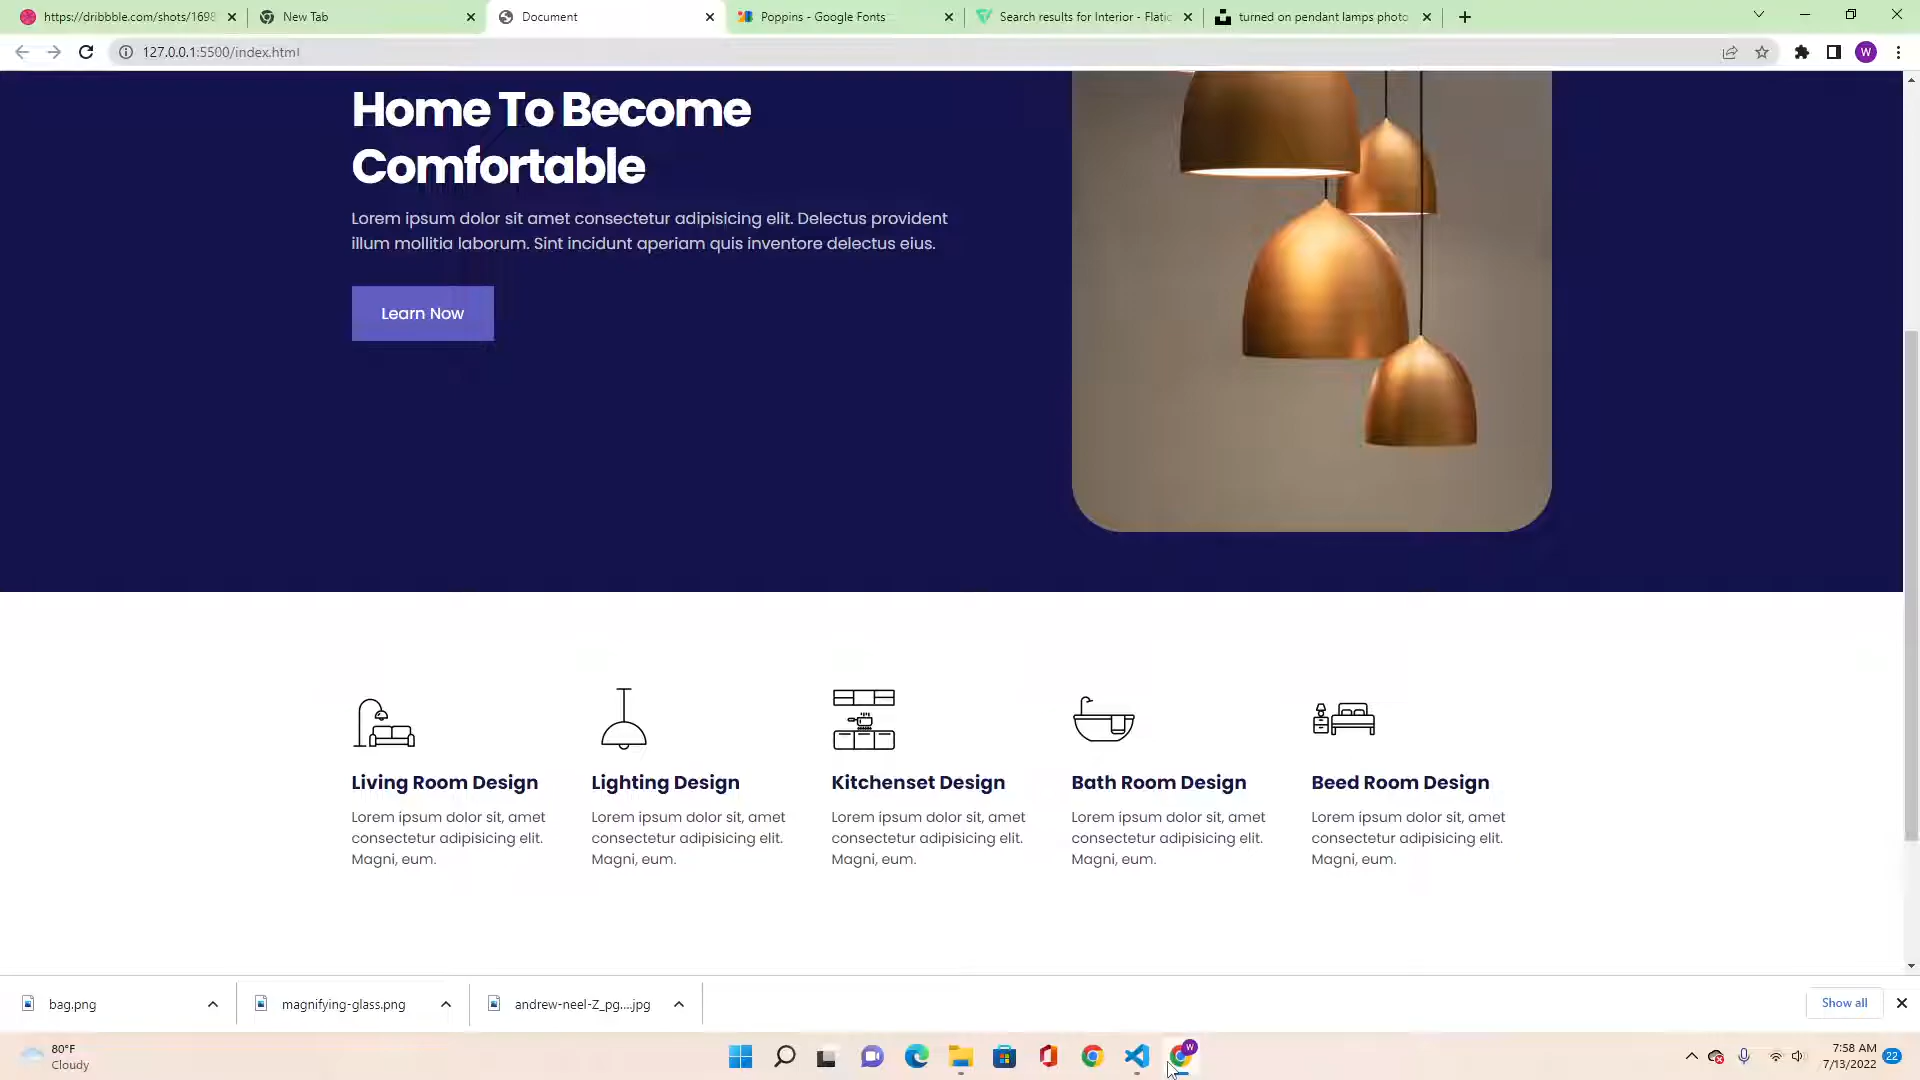 https://dribbble.com/shots/1698
New Tab
Document
Poppins - Google Fonts
Search results for Interior - Flatic
turned on pendant lamps photo
127.0.0.1:5500/index.html
W
Home To Become
Comfortable
Lorem ipsum dolor sit amet consectetur adipisicing elit. Delectus provident
illum mollitia laborum. Sint incidunt aperiam quis inventore delectus eius.
Learn Now
Living Room Design
Lorem ipsum dolor sit, amet
consectetur adipisicing elit.
Magni, eum.
Lighting Design
Lorem ipsum dolor sit, amet
consectetur adipisicing elit.
Magni, eum.
Kitchenset Design
Lorem ipsum dolor sit, amet
consectetur adipisicing elit.
Magni, eum.
Bath Room Design
Lorem ipsum dolor sit, amet
consectetur adipisicing elit.
Magni, eum.
Beed Room Design
Lorem ipsum dolor sit, amet
consectetur adipisicing elit.
Magni, eum.
bag.png
magnifying-glass.png
andrew-neel-Z_pg....jpg
Show all
80°F
Cloudy
W
7:58 AM
7/13/2022
22